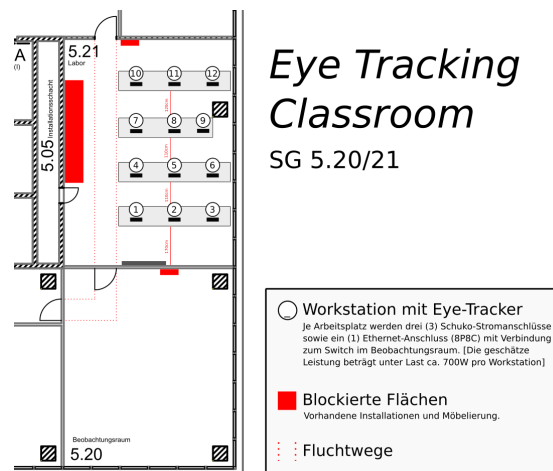 Eye Tracking
Classroom
SG 5.20/21
A
(I)
5.21
Labor
5.05 Installationsschacht
10 11 12
7 8 9
4 5 6
1 2 3
Beobachtungsraum
5.20
Workstation mit Eye-Tracker
Je Arbeitsplatz werden drei (3) Schuko-Stromanschlüsse
sowie ein (1) Ethernet-Anschluss (8P8C) mit Verbindung
zum Switch im Beobachtungsraum. [Die geschätze
Leistung beträgt unter Last ca. 700W pro Workstation]
Blockierte Flächen
Vorhandene Installationen und Möbelierung.
Fluchtwege